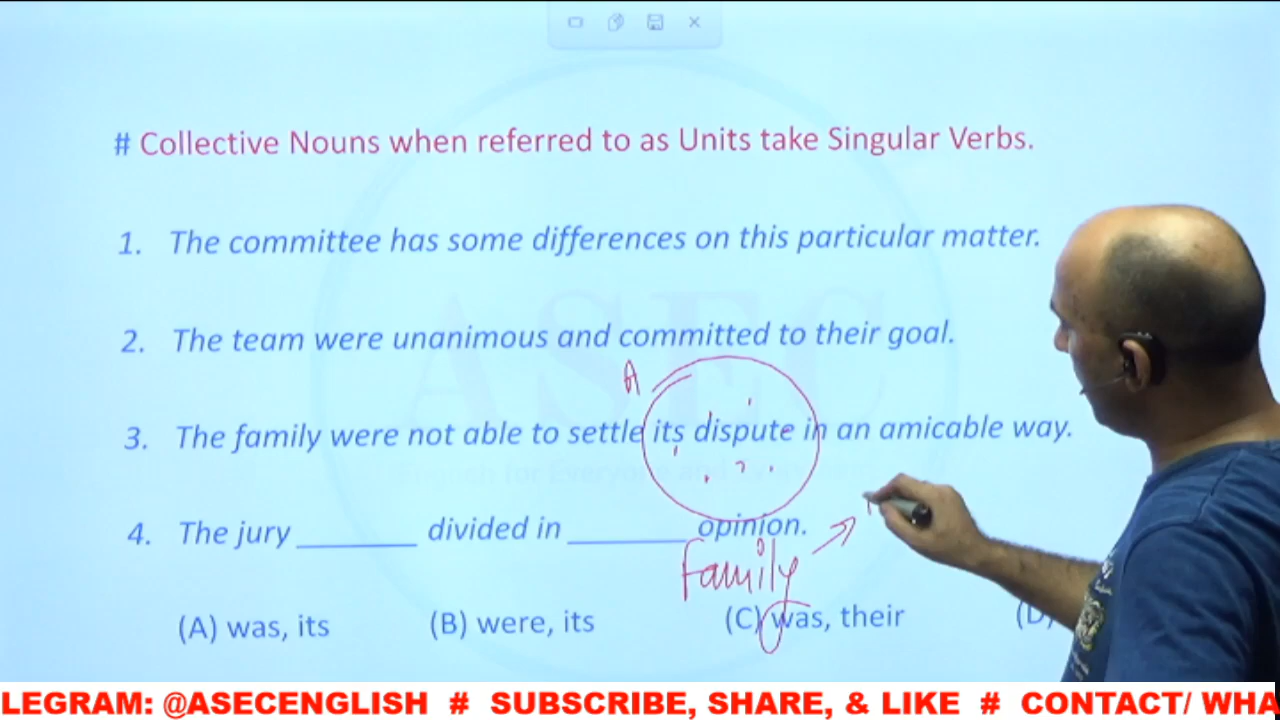 # Collective Nouns when referred to as Units take Singular Verbs.
1. The committee has some differences on this particular matter.
2. The team were unanimous and committed to their goal.
A
3. The family were not able to settle its dispute in an amicable way.
4. The jury ________ divided in ________ opinion.
family
(A) was, its (B) were, its (C) was, their (D)
LEGRAM: @ASECENGLISH # SUBSCRIBE, SHARE, & LIKE # CONTACT/ WHA